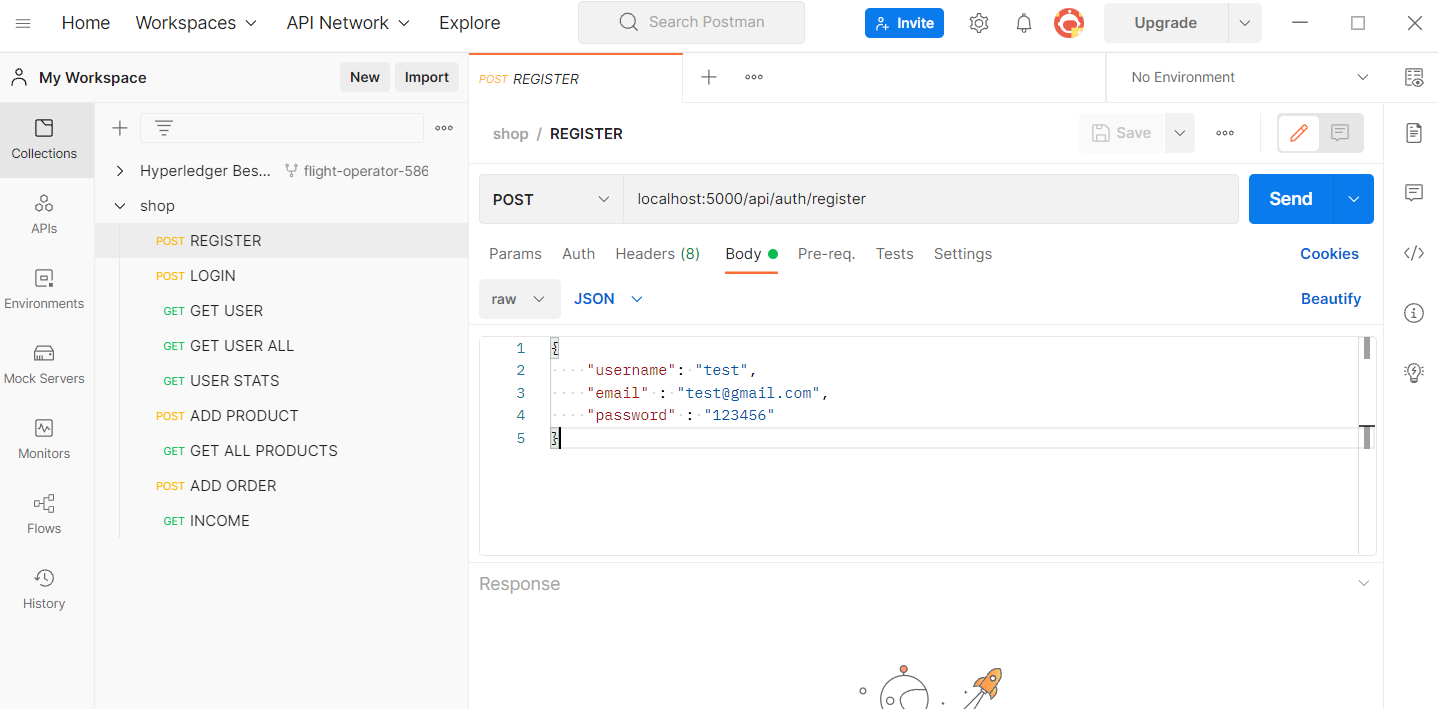 Home Workspaces API Network Explore Search Postman Invite Upgrade
My Workspace New Import
POST REGISTER
No Environment
Collections
APIs
Environments
Mock Servers
Monitors
Flows
History
Hyperledger Bes... flight-operator-586
shop
POST REGISTER
POST LOGIN
GET GET USER
GET GET USER ALL
GET USER STATS
POST ADD PRODUCT
GET GET ALL PRODUCTS
POST ADD ORDER
GET INCOME
shop / REGISTER Save
POST localhost:5000/api/auth/register Send
Params Auth Headers (8) Body Pre-req. Tests Settings Cookies
raw JSON Beautify
1 {
2 "username": "test",
3 "email" : "test@gmail.com",
4 "password" : "123456"
5 }
Response